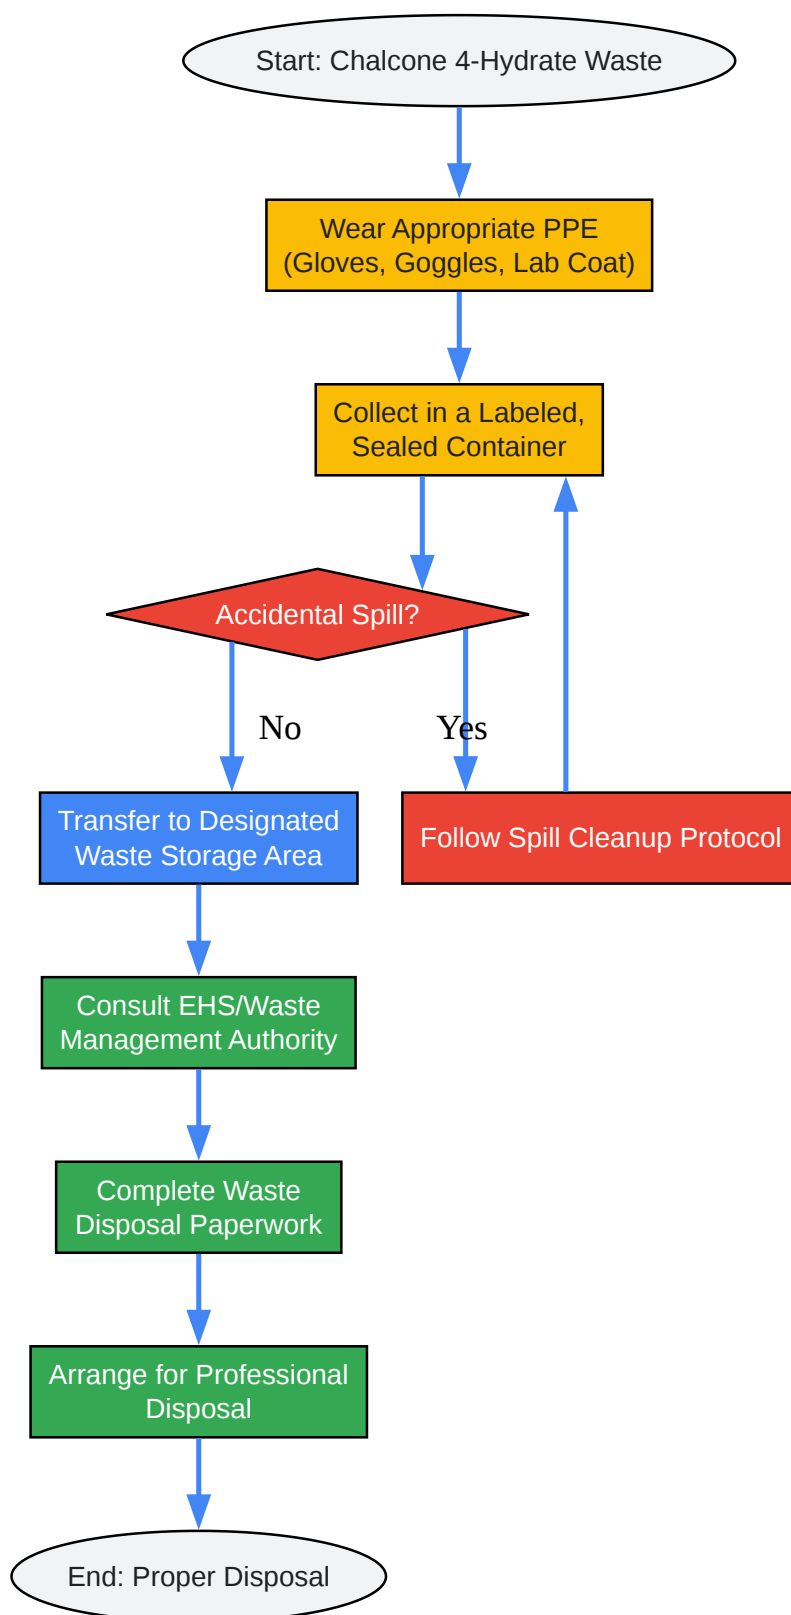 Start: Chalcone 4-Hydrate Waste
Wear Appropriate PPE
(Gloves, Goggles, Lab Coat)
Collect in a Labeled,
Sealed Container
Accidental Spill?
No
Yes
Transfer to Designated
Waste Storage Area
Follow Spill Cleanup Protocol
Consult EHS/Waste
Management Authority
Complete Waste
Disposal Paperwork
Arrange for Professional
Disposal
End: Proper Disposal